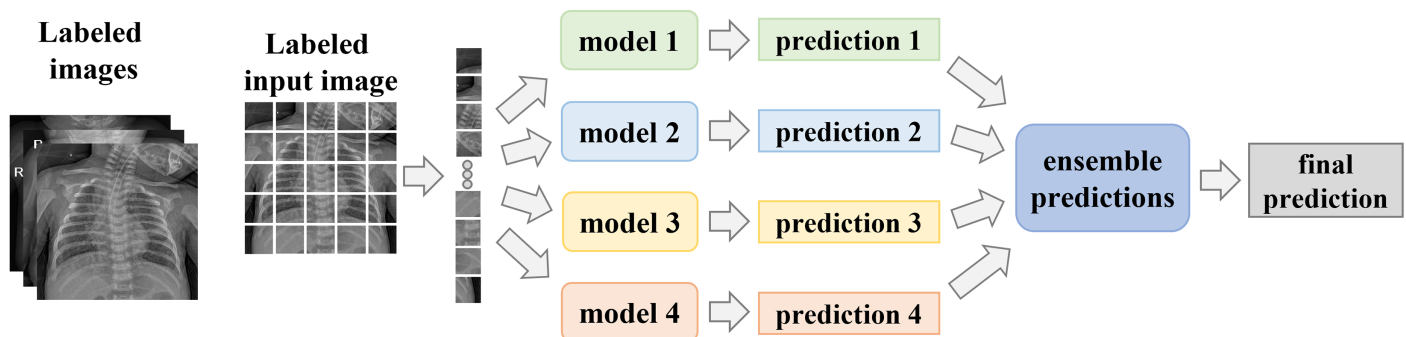 Labeled
images
R
R
Labeled
input image
model 1
prediction 1
model 2
prediction 2
model 3
prediction 3
model 4
prediction 4
ensemble
predictions
final
prediction